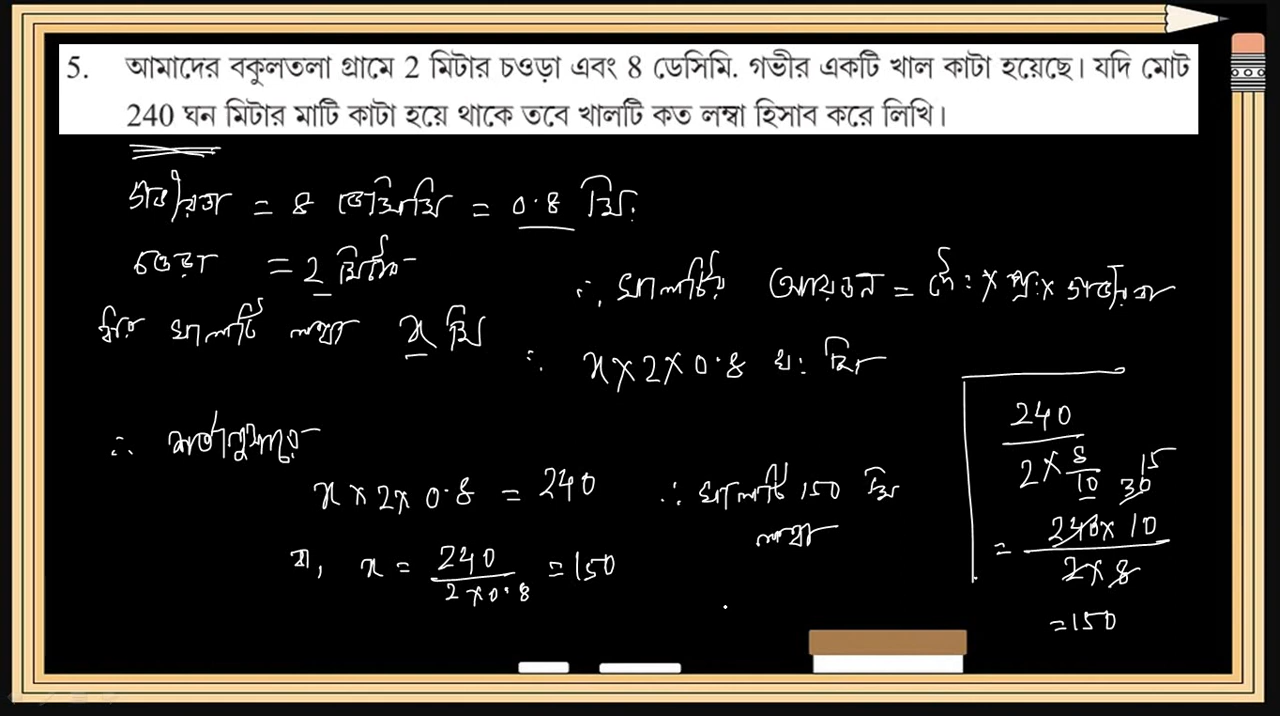 5. আমাদের বকুলতলা গ্রামে 2 মিটার চওড়া এবং 8 ডেসিমি. গভীর একটি খাল কাটা হয়েছে। যদি মোট
240 ঘন মিটার মাটি কাটা হয়ে থাকে তবে খালটি কত লম্বা হিসাব করে লিখি।
গভীরতা = 8 ডেসিমি = 0.8 মি.
চওড়া = 2 মিটার
ধরি খালটি লম্বা x মি
∴ খালটির আয়তন = দৈ: × প্র: × গভীরতা
∴ x × 2 × 0.8 ঘ: মি
∴ শর্তানুসারে
x × 2 × 0.8 = 240
বা, x = 240 / 2 × 0.8 = 150
∴ খালটি 150 মি
লম্বা
240
2 × 8/10
30 15
= 240 × 10
2 × 8
= 150